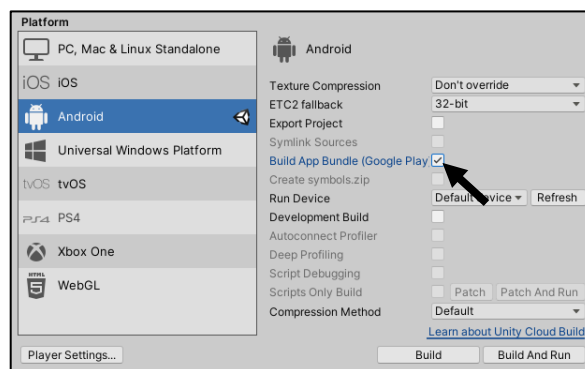 Platform
PC, Mac & Linux Standalone
iOS iOS
Android
Universal Windows Platform
tvOS tvOS
PS4 PS4
Xbox One
HTML 5 WebGL
Android
Texture Compression Don't override
ETC2 fallback 32-bit
Export Project
Symlink Sources
Build App Bundle (Google Play
Create symbols.zip
Run Device Default Refresh
Development Build
Autoconnect Profiler
Deep Profiling
Script Debugging
Scripts Only Build Patch Patch And Run
Compression Method Default
Learn about Unity Cloud Build
Player Settings... Build Build And Run